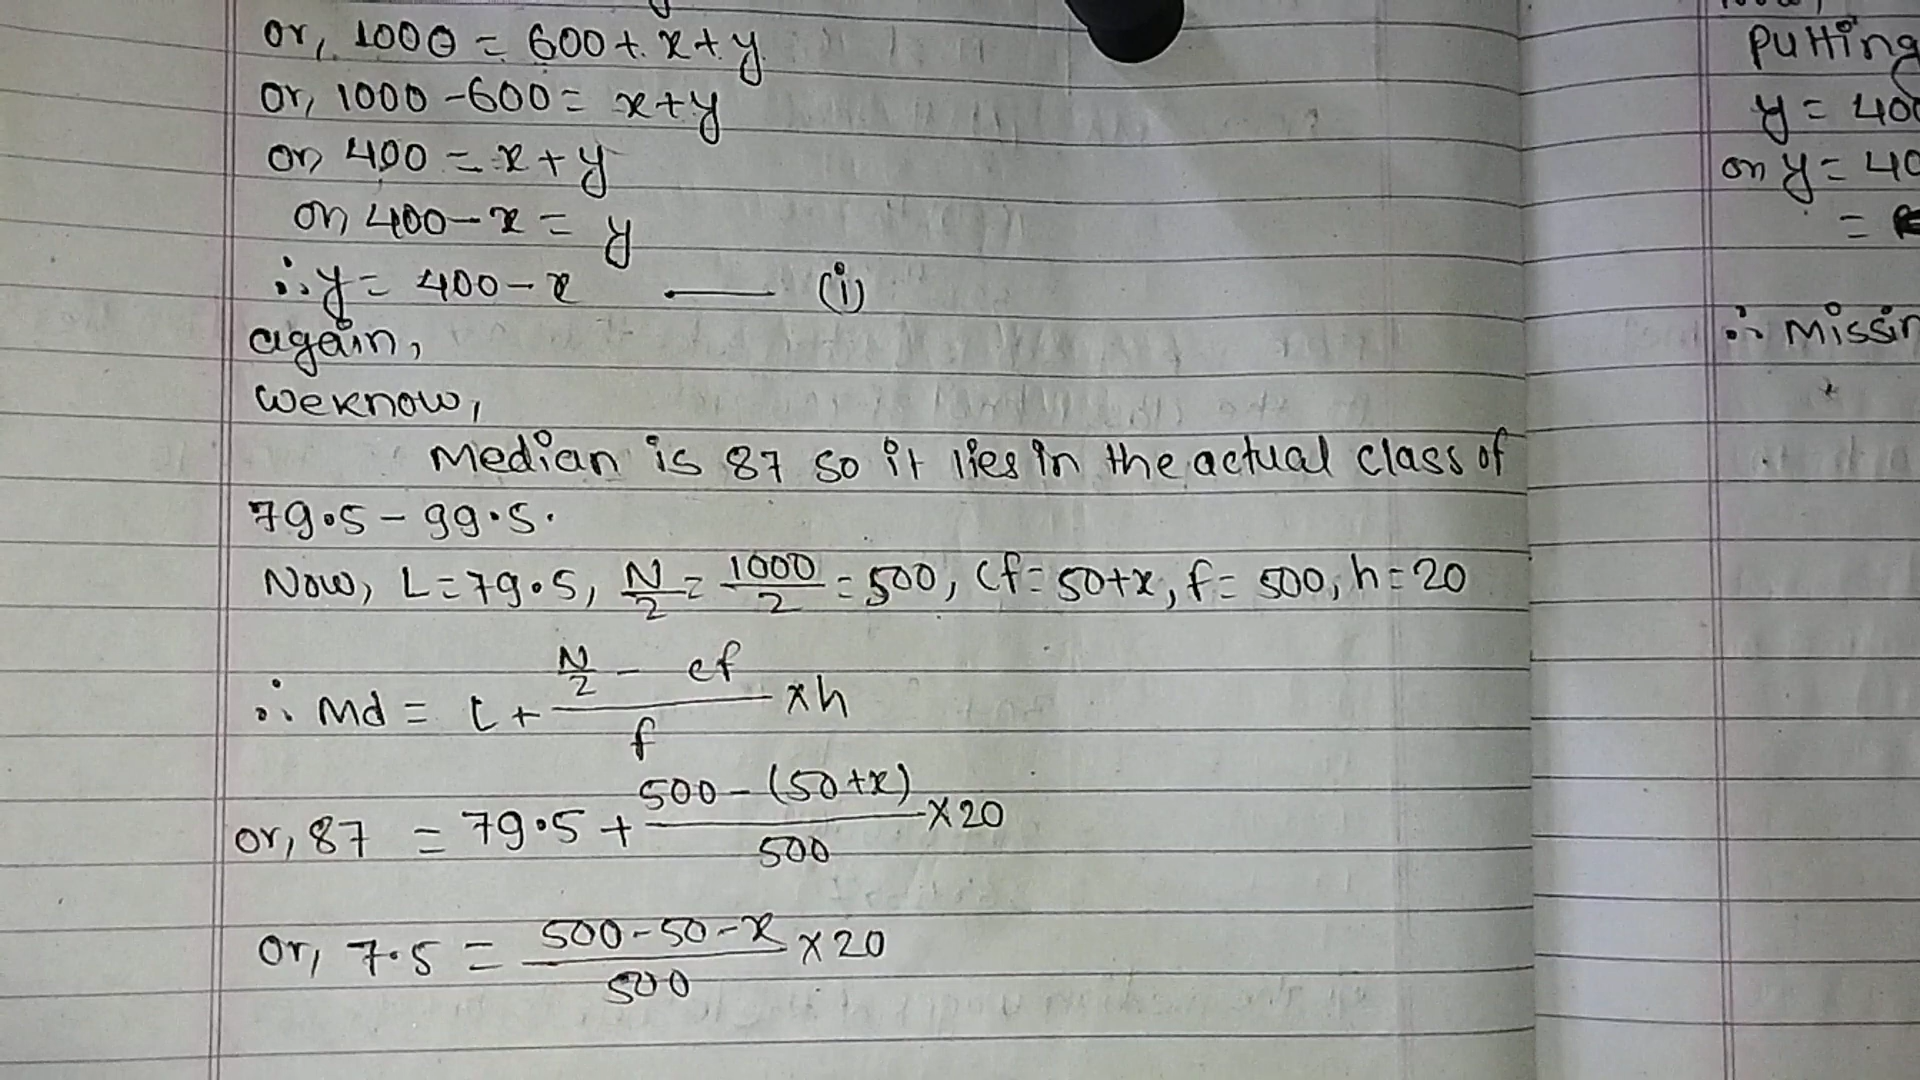 or, 1000 = 600 + x + y
or, 1000 - 600 = x + y
or, 400 = x + y
or, 400 - x = y
∴ y = 400 - x —— (i)
again,
we know,
Median is 87 so it lies in the actual class of
79.5 - 99.5.
Now, L = 79.5, N/2 = 1000/2 = 500, cf = 50+x, f = 500, h = 20
∴ Md = L + (N/2 - cf)/f × h
or, 87 = 79.5 + (500 - (50+x))/500 × 20
or, 7.5 = (500 - 50 - x)/500 × 20
Putting
y = 400
or y = 40
=
∴ Missin